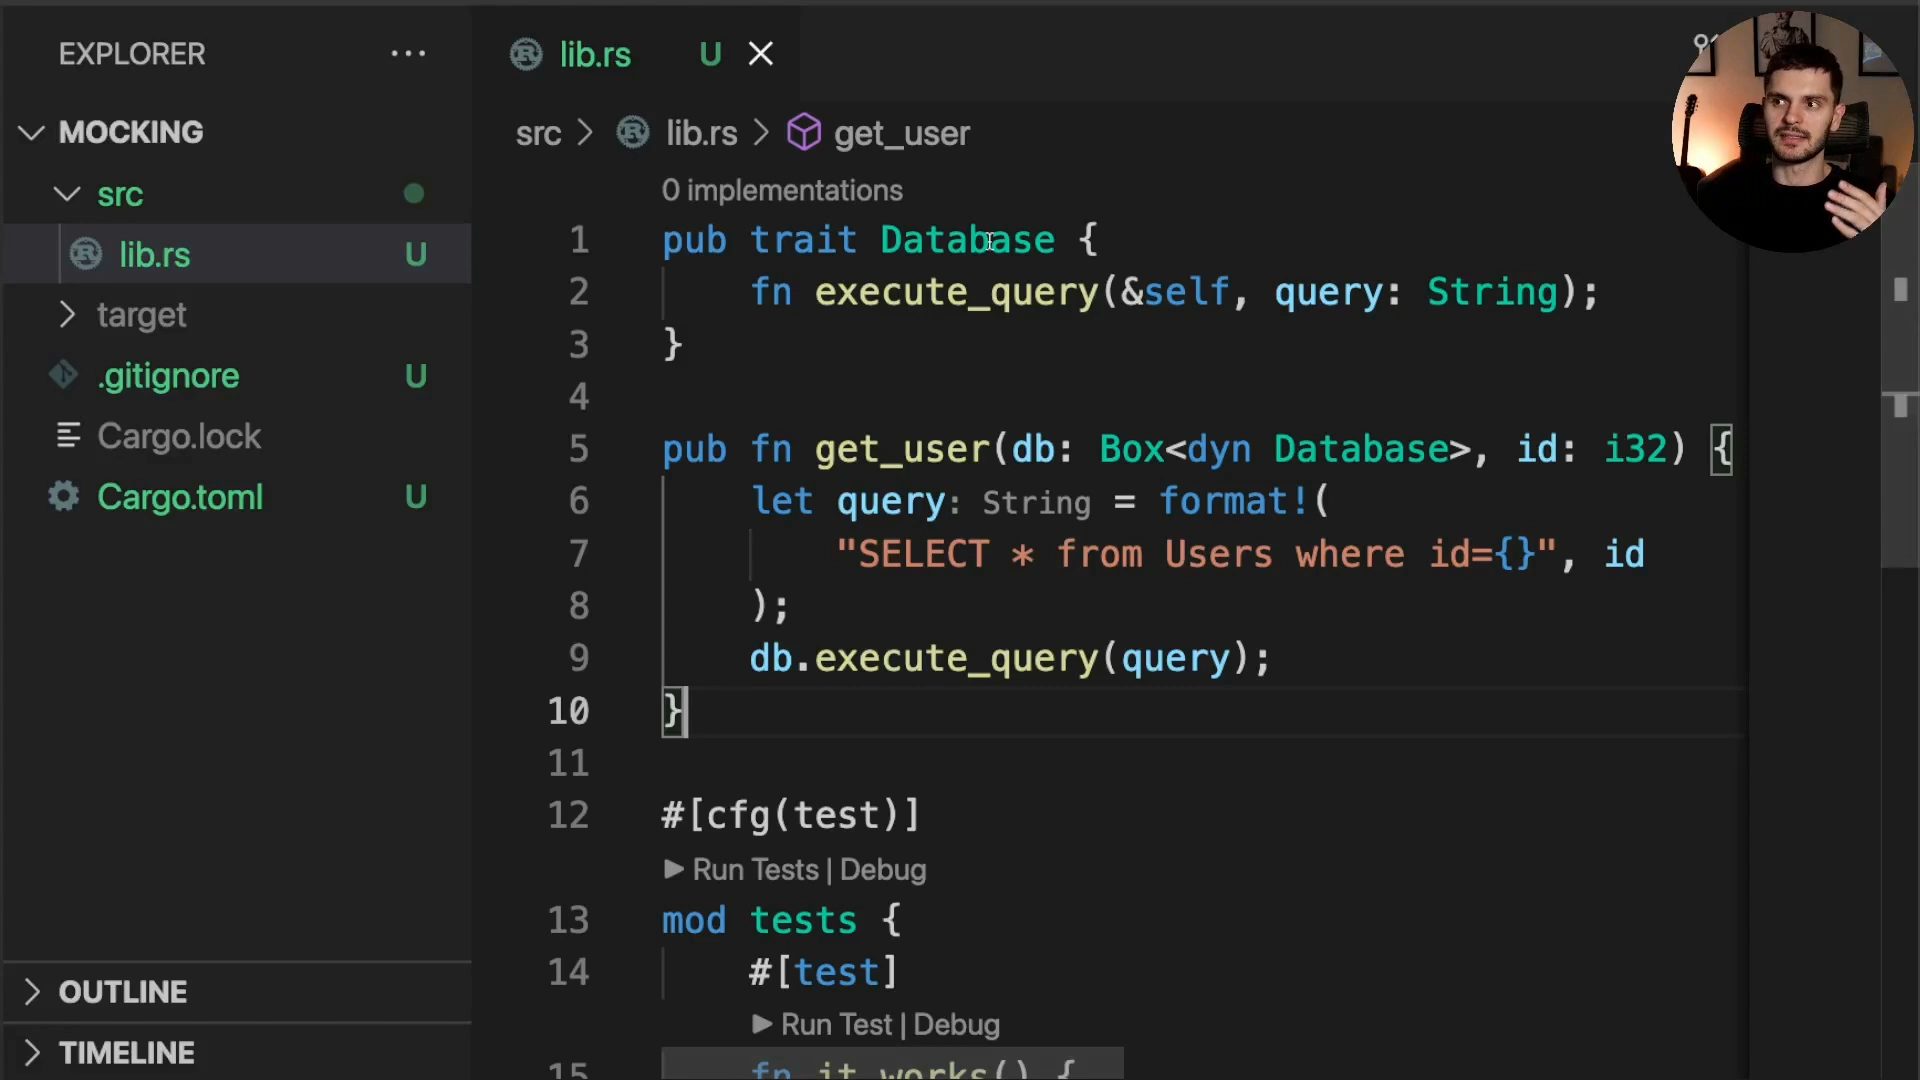 EXPLORER
MOCKING
src
lib.rs U
target
.gitignore U
Cargo.lock
Cargo.toml U
OUTLINE
TIMELINE
lib.rs U
src > lib.rs > get_user
0 implementations
1 pub trait Database {
2 fn execute_query(&self, query: String);
3 }
4
5 pub fn get_user(db: Box<dyn Database>, id: i32) {
6 let query: String = format!(
7 "SELECT * from Users where id={}", id
8 );
9 db.execute_query(query);
10 }
11
12 #[cfg(test)]
Run Tests | Debug
13 mod tests {
14 #[test]
Run Test | Debug
15 fn it_works() {